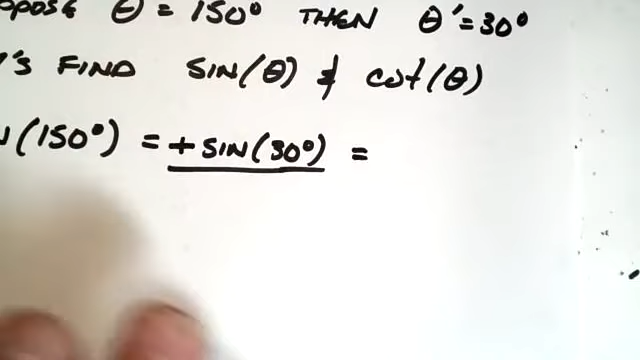 θ = 150° THEN θ' = 30°
FIND SIN(θ) & cot(θ)
(150°) = +SIN(30°) =